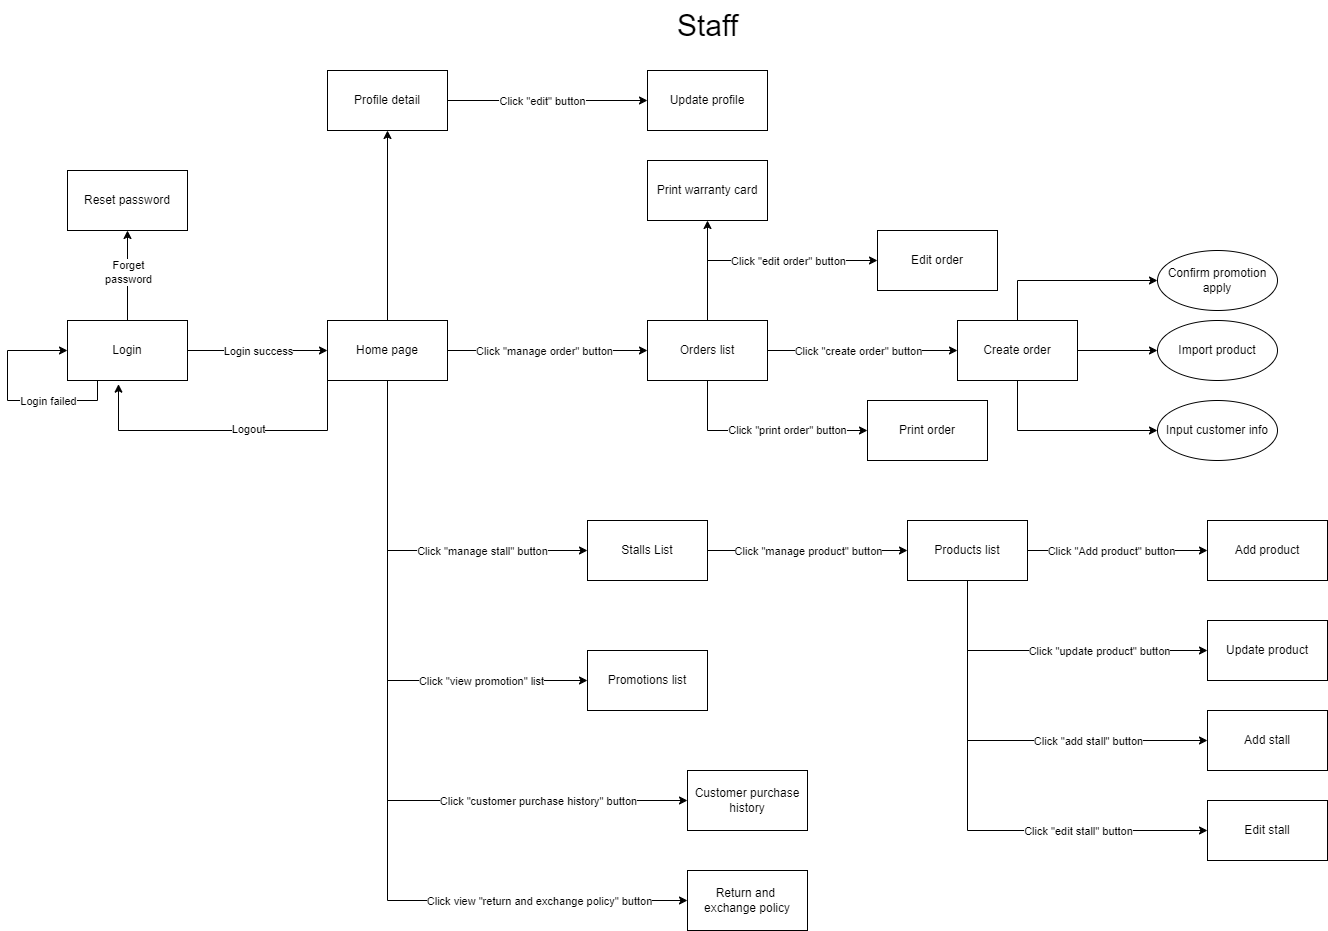 Staff
Profile detail
Click "edit" button
Update profile
Reset password
Print warranty card
Forget
password
Click "edit order" button
Edit order
Confirm promotion
apply
Login
Login success
Home page
Click "manage order" button
Orders list
Click "create order" button
Create order
Import product
Login failed
Logout
Click "print order" button
Print order
Input customer info
Click "manage stall" button
Stalls List
Click "manage product" button
Products list
Click "Add product" button
Add product
Click "update product" button
Update product
Click "view promotion" list
Promotions list
Click "add stall" button
Add stall
Click "customer purchase history" button
Customer purchase
history
Click "edit stall" button
Edit stall
Click view "return and exchange policy" button
Return and
exchange policy